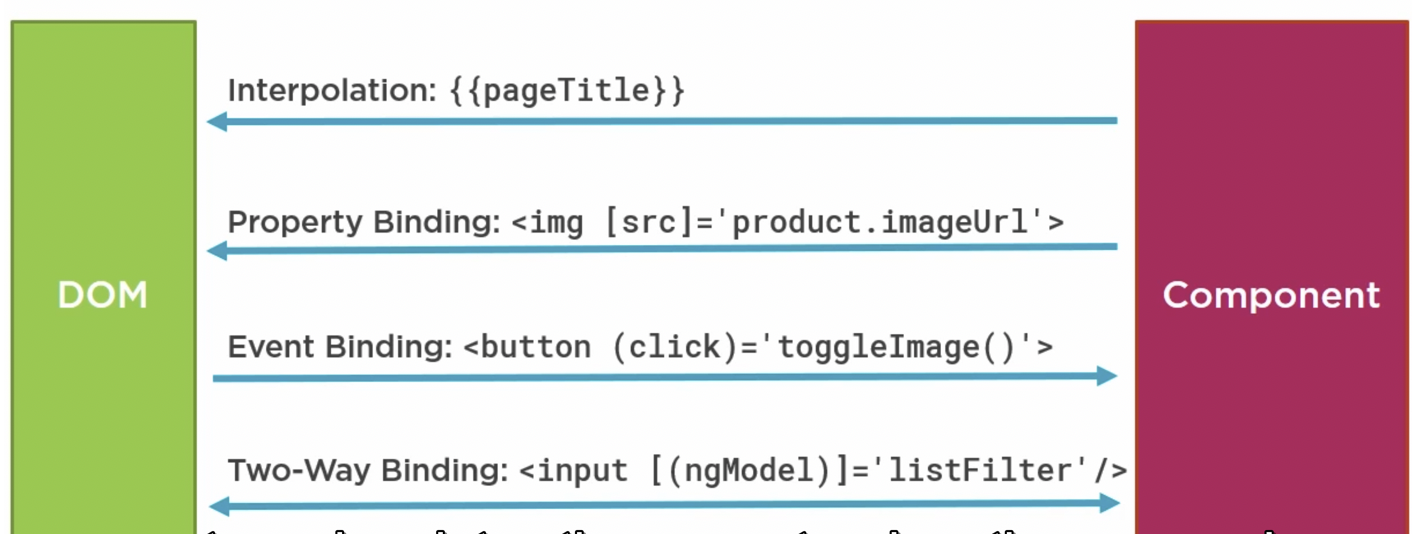 Interpolation: {{pageTitle}}
Property Binding: <img [src]='product.imageUrl'>
DOM
Component
Event Binding: <button (click)='toggleImage()'>
Two-Way Binding: <input [(ngModel)]='listFilter'/>